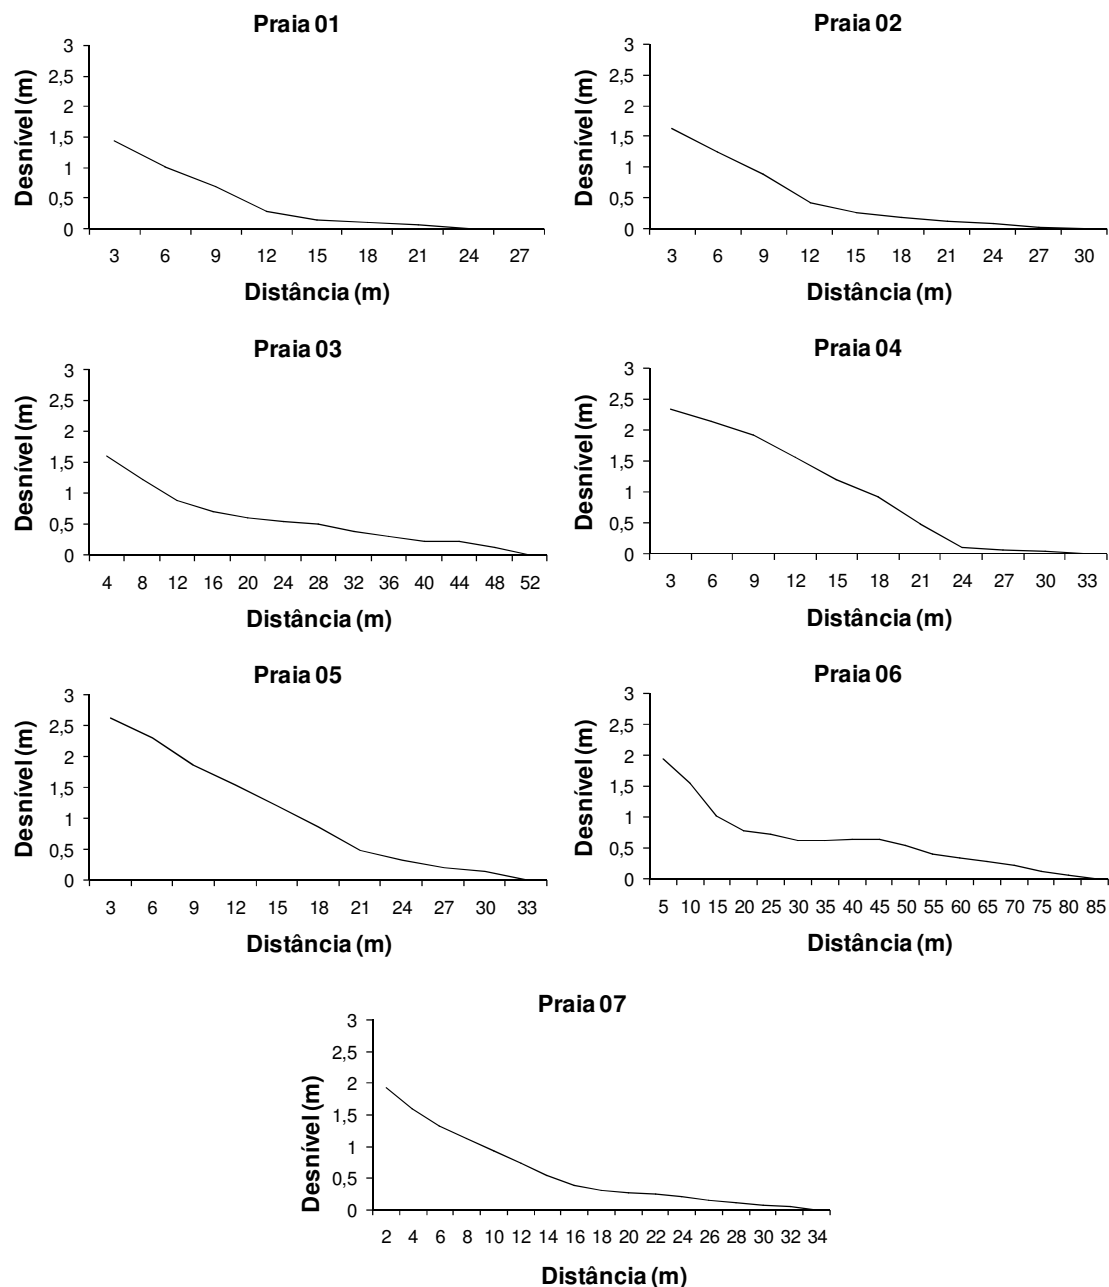 Praia 01
Desnível (m)
3
2,5
2
1,5
1
0,5
0
3 6 9 12 15 18 21 24 27
Distância (m)
Praia 02
Desnível (m)
3
2,5
2
1,5
1
0,5
0
3 6 9 12 15 18 21 24 27 30
Distância (m)
Praia 03
Desnível (m)
3
2,5
2
1,5
1
0,5
0
4 8 12 16 20 24 28 32 36 40 44 48 52
Distância (m)
Praia 04
Desnível (m)
3
2,5
2
1,5
1
0,5
0
3 6 9 12 15 18 21 24 27 30 33
Distância (m)
Praia 05
Desnível (m)
3
2,5
2
1,5
1
0,5
0
3 6 9 12 15 18 21 24 27 30 33
Distância (m)
Praia 06
Desnível (m)
3
2,5
2
1,5
1
0,5
0
5 10 15 20 25 30 35 40 45 50 55 60 65 70 75 80 85
Distância (m)
Praia 07
Desnível (m)
3
2,5
2
1,5
1
0,5
0
2 4 6 8 10 12 14 16 18 20 22 24 26 28 30 32 34
Distância (m)